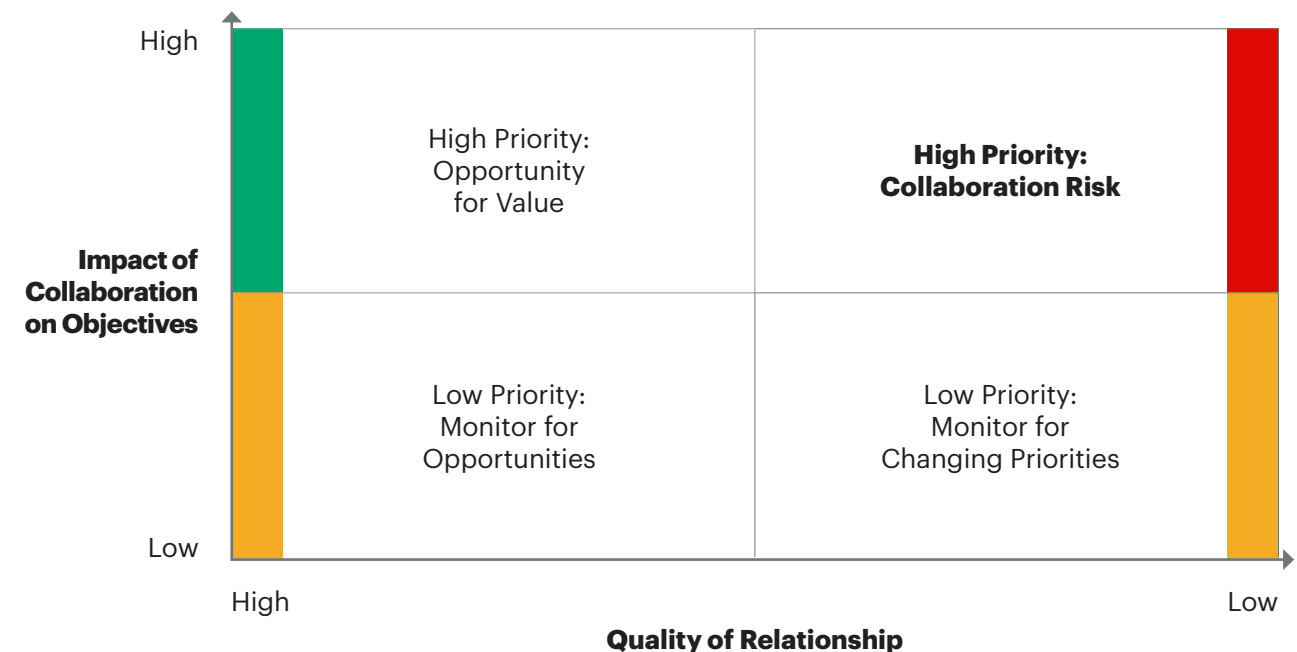 High
High Priority:
Opportunity
for Value
High Priority:
Collaboration Risk
Impact of
Collaboration
on Objectives
Low Priority:
Monitor for
Opportunities
Low Priority:
Monitor for
Changing Priorities
Low
High
Low
Quality of Relationship